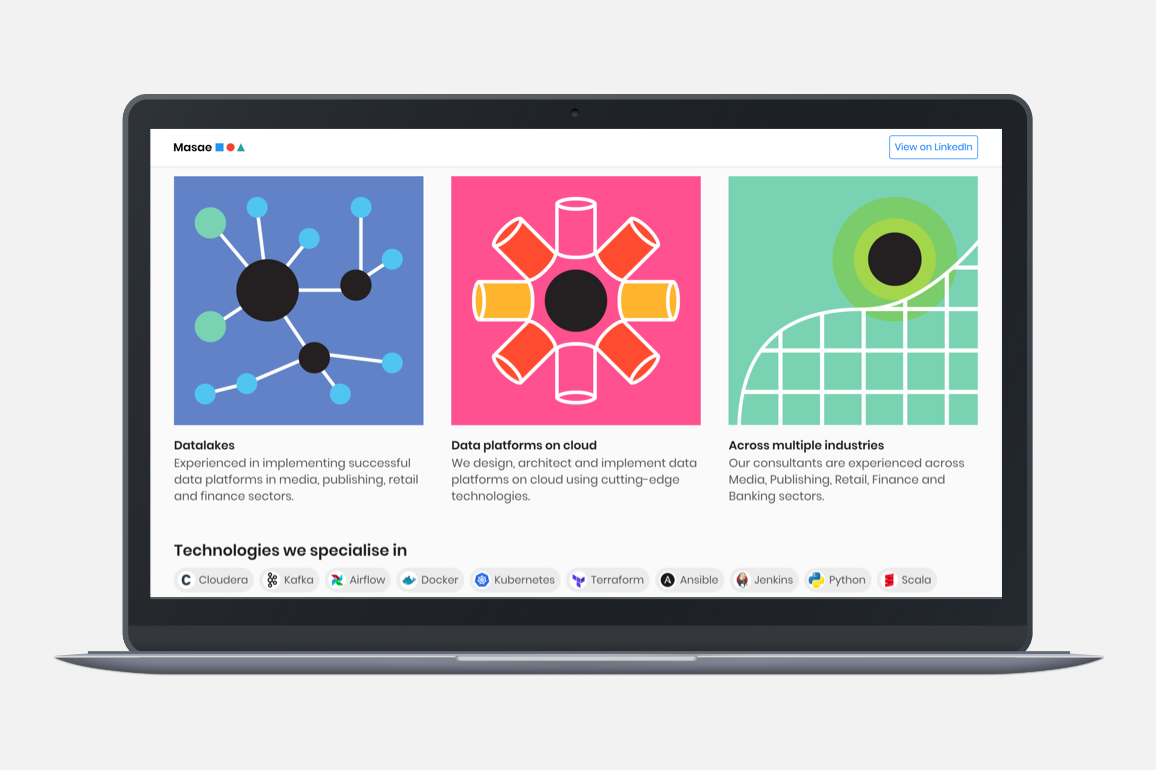 Masae
View on LinkedIn
Datalakes
Experienced in implementing successful
data platforms in media, publishing, retail
and finance sectors.
Data platforms on cloud
We design, architect and implement data
platforms on cloud using cutting-edge
technologies.
Across multiple industries
Our consultants are experienced across
Media, Publishing, Retail, Finance and
Banking sectors.
Technologies we specialise in
Cloudera Kafka Airflow Docker Kubernetes Terraform Ansible Jenkins Python Scala